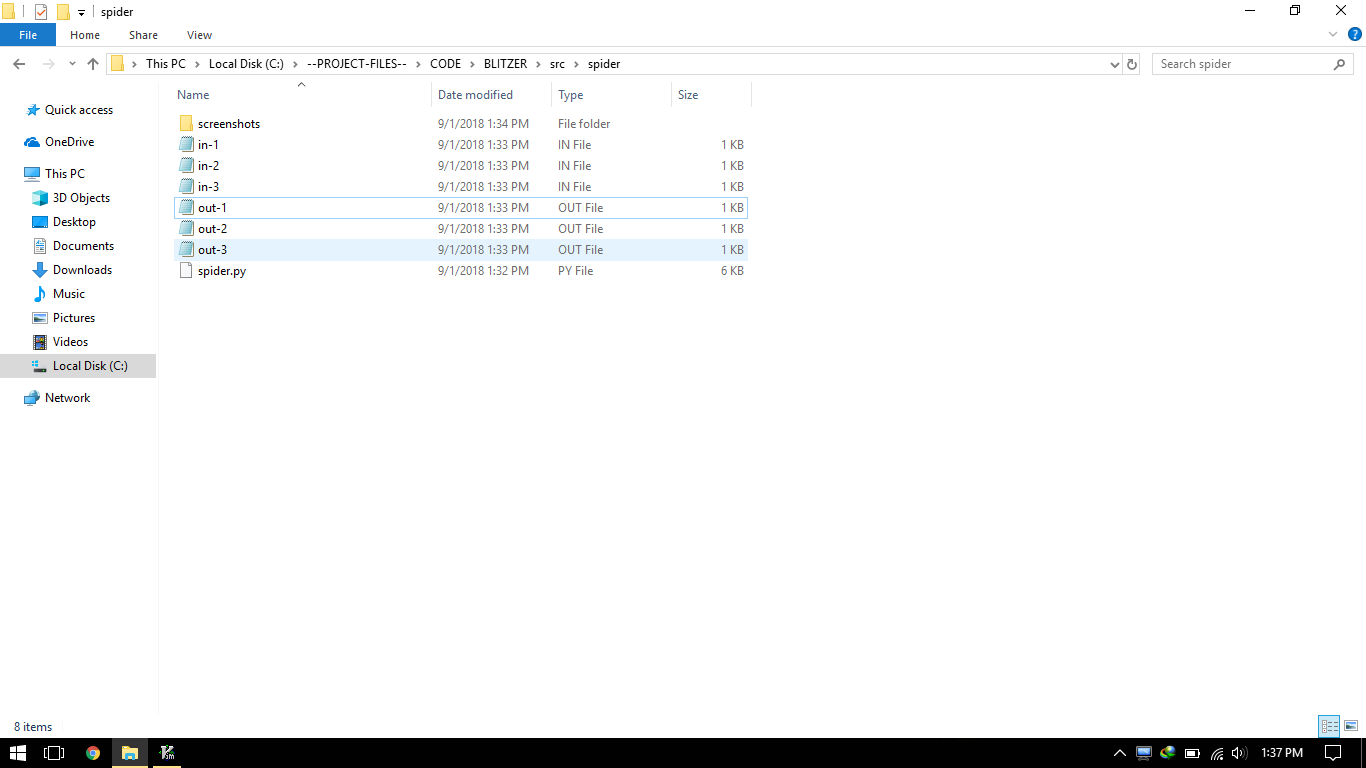 spider
File Home Share View
This PC Local Disk (C:) --PROJECT-FILES-- CODE BLITZER src spider Search spider
Name Date modified Type Size
Quick access
OneDrive
This PC
3D Objects
Desktop
Documents
Downloads
Music
Pictures
Videos
Local Disk (C:)
Network
screenshots 9/1/2018 1:34 PM File folder
in-1 9/1/2018 1:33 PM IN File 1 KB
in-2 9/1/2018 1:33 PM IN File 1 KB
in-3 9/1/2018 1:33 PM IN File 1 KB
out-1 9/1/2018 1:33 PM OUT File 1 KB
out-2 9/1/2018 1:33 PM OUT File 1 KB
out-3 9/1/2018 1:33 PM OUT File 1 KB
spider.py 9/1/2018 1:32 PM PY File 6 KB
8 items
1:37 PM